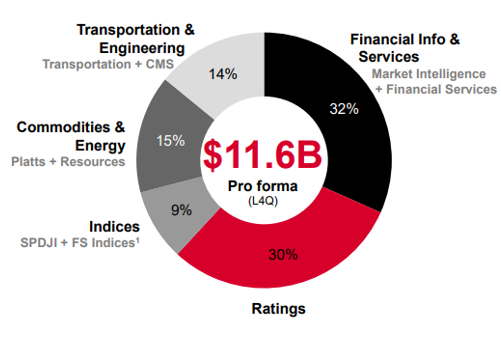 Transportation &
Engineering
Transportation + CMS
14%
Financial Info &
Services
Market Intelligence
+ Financial Services
32%
Commodities &
Energy
Platts + Resources
15%
$11.6B
Pro forma
(L4Q)
Indices
SPDJI + FS Indices¹
9%
30%
Ratings